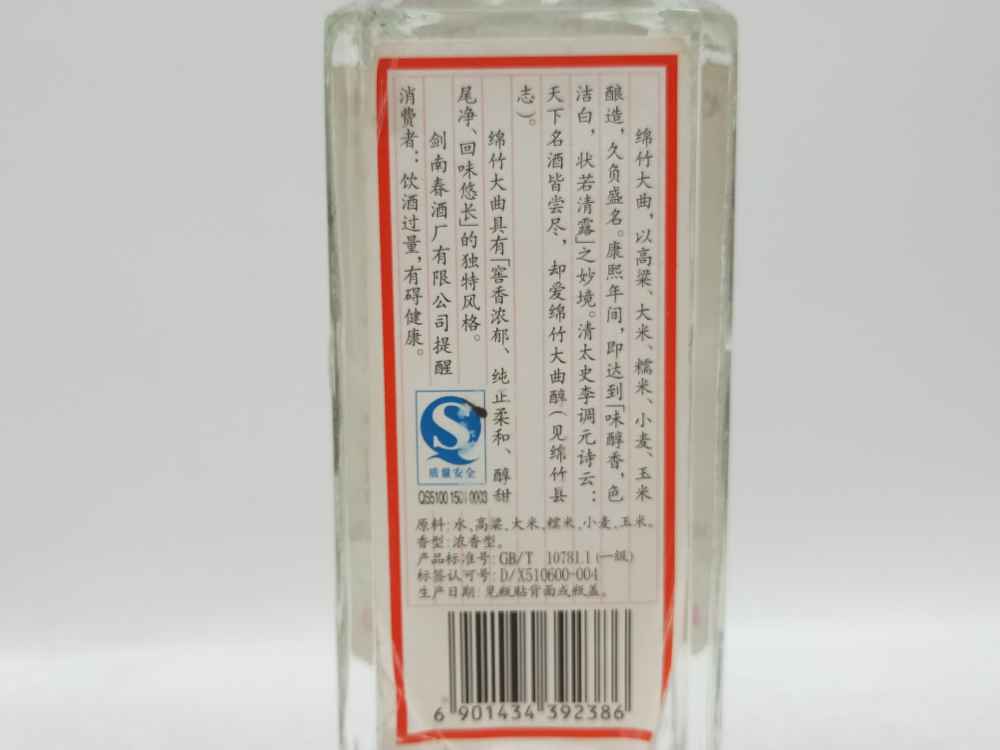 绵竹大曲，以高粱、大米、糯米、小麦、玉米
酿造，久负盛名。康熙年间，即达到「味醇香，色
洁白，状若清露」之妙境。清太史李调元诗云：
天下名酒皆尝尽，却爱绵竹大曲醇(见绵竹县
志)。
绵竹大曲具有「窖香浓郁、纯正柔和、醇甜
尾净、回味悠长」的独特风格。
剑南春酒厂有限公司提醒
消费者：饮酒过量，有碍健康。
质量安全
QS5100 1501 0003
原料:水、高粱、大米、糯米、小麦、玉米。
香型:浓香型。
产品标准号:GB/T 10781.1(一级)
标签认可号:D/X510600-004
生产日期:见瓶贴背面或瓶盖。
6 901434 392386